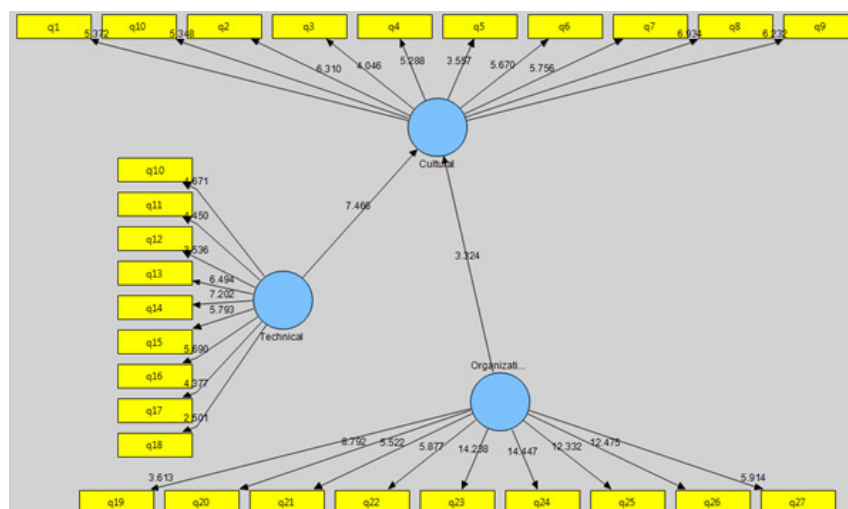 q1 q10 q2 q3 q4 q5 q6 q7 q8 q9
5.372 5.348 6.310 4.046 5.288 3.557 5.670 5.756 6.934 6.232
Cultural
q10
4.671
q11
4.450
q12
q13
6.494
q14
7.202
5.793
q15
5.690
q16
4.377
q17
2.501
q18
Technical
7.466
3.324
Organizati...
3.613 5.522 5.877 14.238 14.447 12.332 12.475 5.914
q19 q20 q21 q22 q23 q24 q25 q26 q27